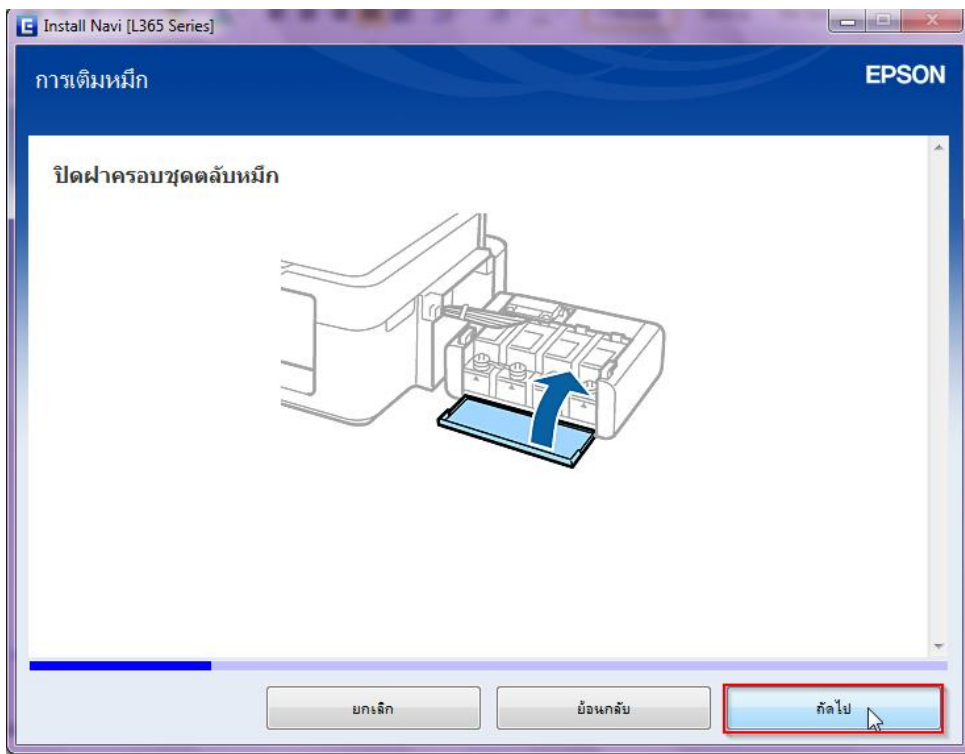 Install Navi [L365 Series]
การเติมหมึก
EPSON
ปิดฝาครอบชุดตลับหมึก
ยกเลิก
ย้อนกลับ
ถัดไป